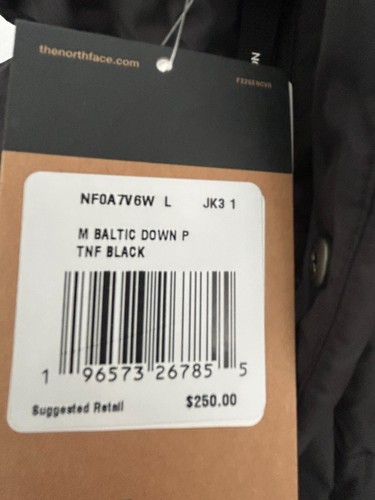 thenorthface.com
NF0A7V6W L JK3 1
M BALTIC DOWN P
TNF BLACK
1 96573 26785 5
Suggested Retail $250.00